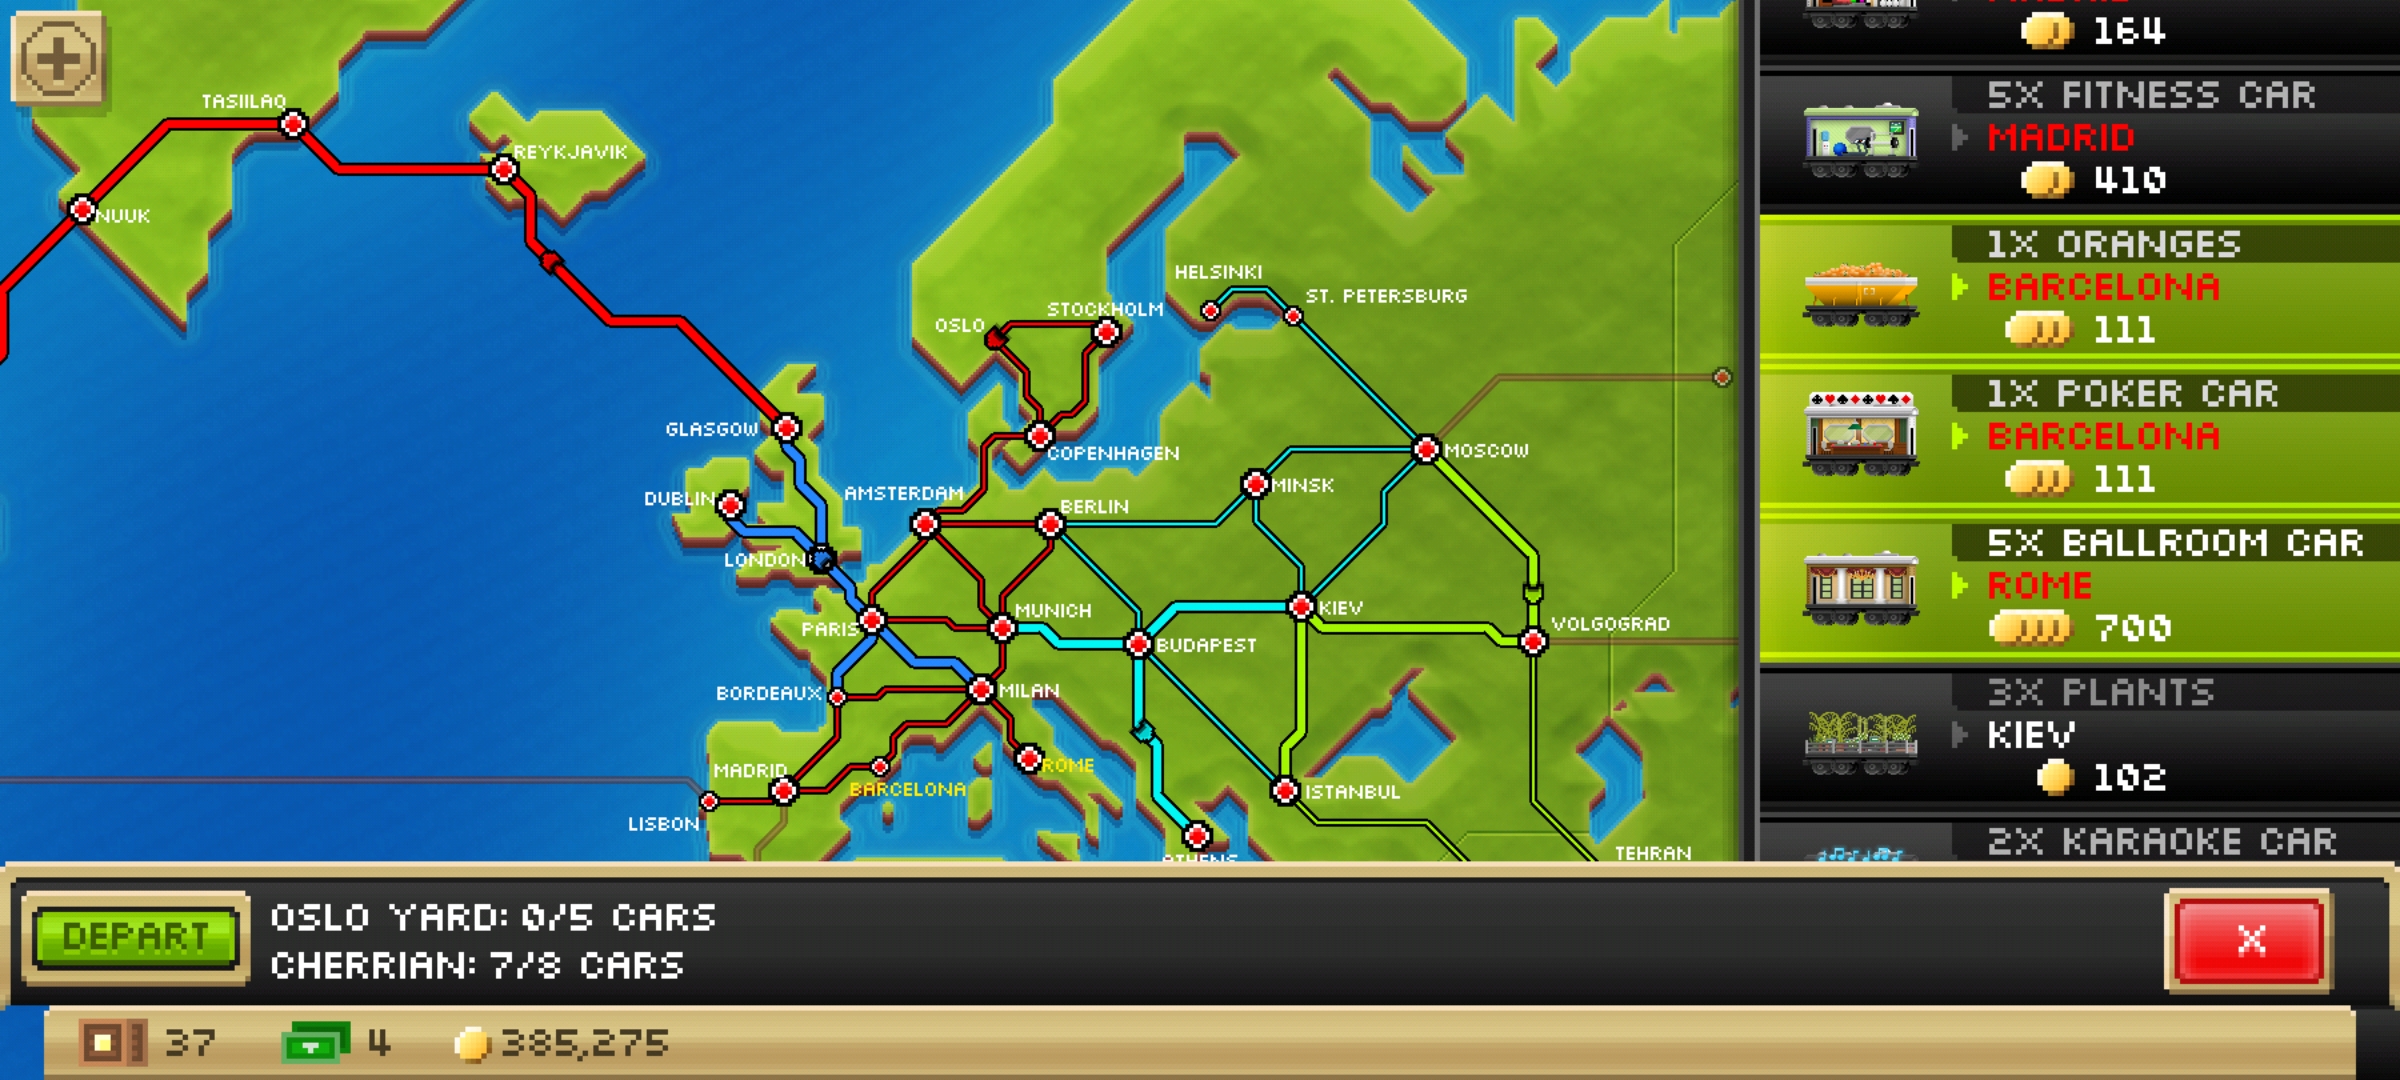 TASIILAQ
REYKJAVIK
NUUK
HELSINKI
ST. PETERSBURG
STOCKHOLM
OSLO
GLASGOW
COPENHAGEN
MOSCOW
DUBLIN
AMSTERDAM
BERLIN
MINSK
LONDON
MUNICH
KIEV
VOLGOGRAD
PARIS
BUDAPEST
BORDEAUX
MILAN
MADRID
ROME
BARCELONA
ISTANBUL
LISBON
ATHENS
TEHRAN
MADRID
164
5X FITNESS CAR
MADRID
410
1X ORANGES
BARCELONA
111
1X POKER CAR
BARCELONA
111
5X BALLROOM CAR
ROME
700
3X PLANTS
KIEV
102
2X KARAOKE CAR
DEPART
OSLO YARD: 0/5 CARS
CHERRIAN: 7/8 CARS
X
37
4
385,275